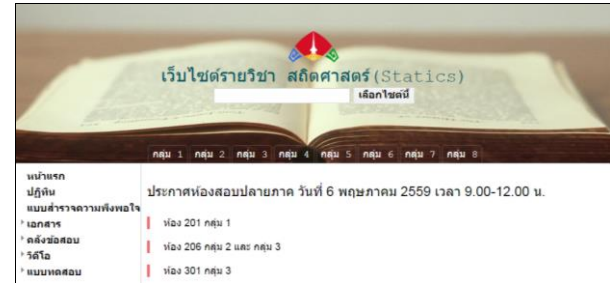 เว็บไซต์รายวิชา สถิตศาสตร์(Statics)
เลือกไซต์นี้
กลุ่ม 1 กลุ่ม 2 กลุ่ม 3 กลุ่ม 4 กลุ่ม 5 กลุ่ม 6 กลุ่ม 7 กลุ่ม 8
หน้าแรก
ปฏิทิน
แบบสำรวจความพึงพอใจ
เอกสาร
คลังข้อสอบ
วิดีโอ
แบบทดสอบ
ประกาศห้องสอบปลายภาค วันที่ 6 พฤษภาคม 2559 เวลา 9.00-12.00 น.
ห้อง 201 กลุ่ม 1
ห้อง 206 กลุ่ม 2 และ กลุ่ม 3
ห้อง 301 กลุ่ม 3